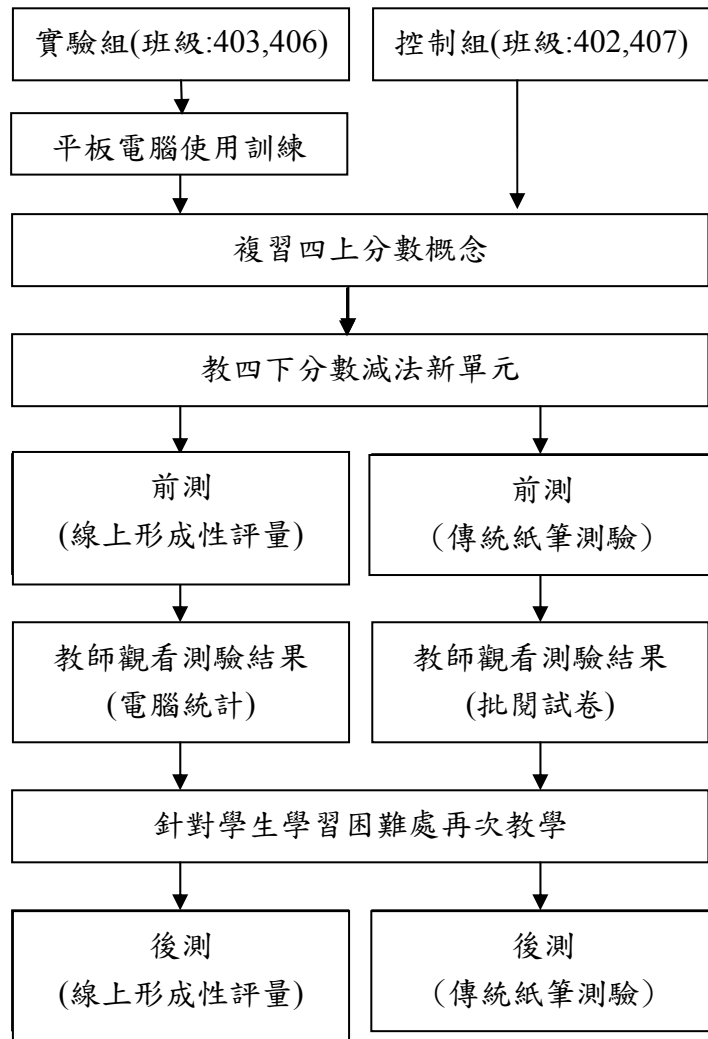 實驗組(班級:403,406)
控制組(班級:402,407)
平板電腦使用訓練
複習四上分數概念
教四下分數減法新單元
前測
(線上形成性評量)
前測
（傳統紙筆測驗）
教師觀看測驗結果
(電腦統計)
教師觀看測驗結果
(批閱試卷)
針對學生學習困難處再次教學
後測
(線上形成性評量)
後測
（傳統紙筆測驗）